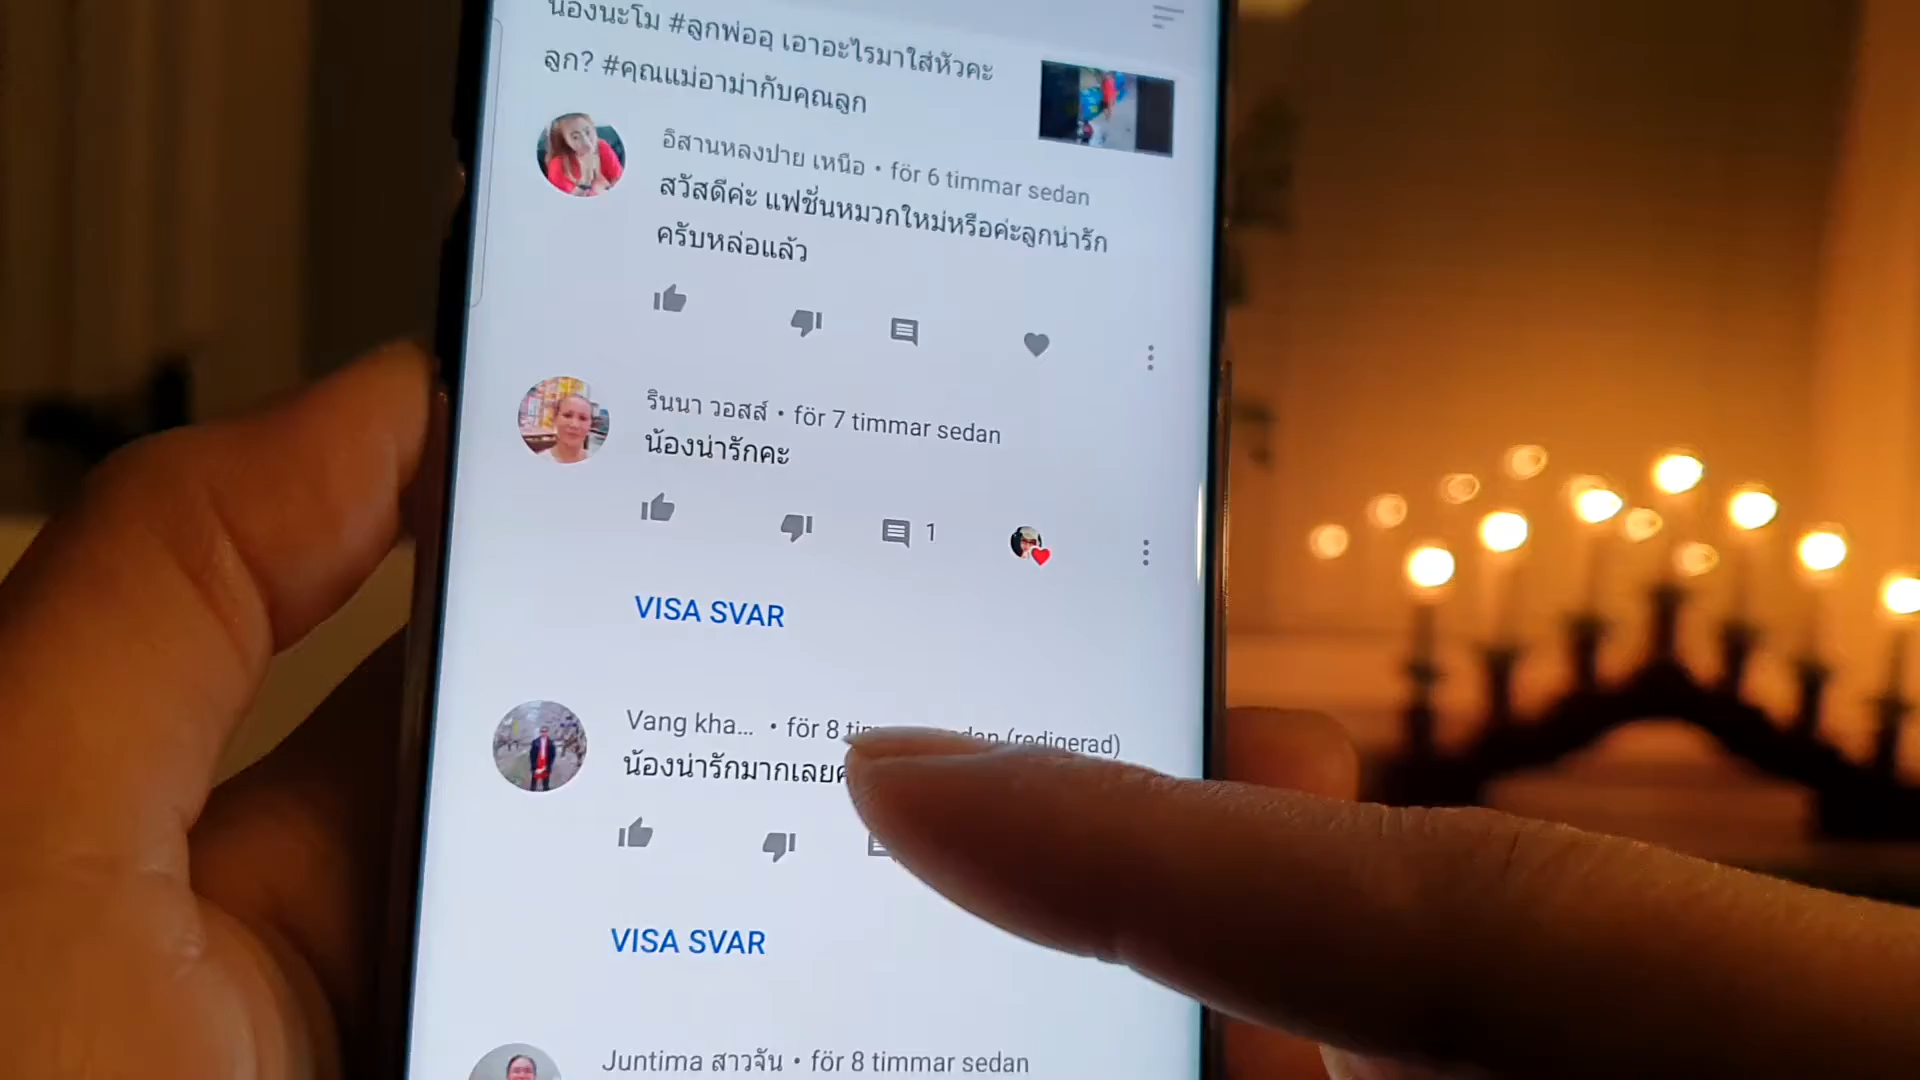 น้องนะโม #ลูกพ่ออุ เอาอะไรมาใส่หัวคะ
ลูก? #คุณแม่อาม่ากับคุณลูก
อิสานหลงปาย เหนือ • för 6 timmar sedan
สวัสดีค่ะ แฟชั่นหมวกใหม่หรือค่ะลูกน่ารัก
ครับหล่อแล้ว
รินนา วอสส์ • för 7 timmar sedan
น้องน่ารักคะ
1
VISA SVAR
Vang kha... • för 8 (redigerad)
น้องน่ารักมากเลย
VISA SVAR
Juntima สาวจัน • för 8 timmar sedan